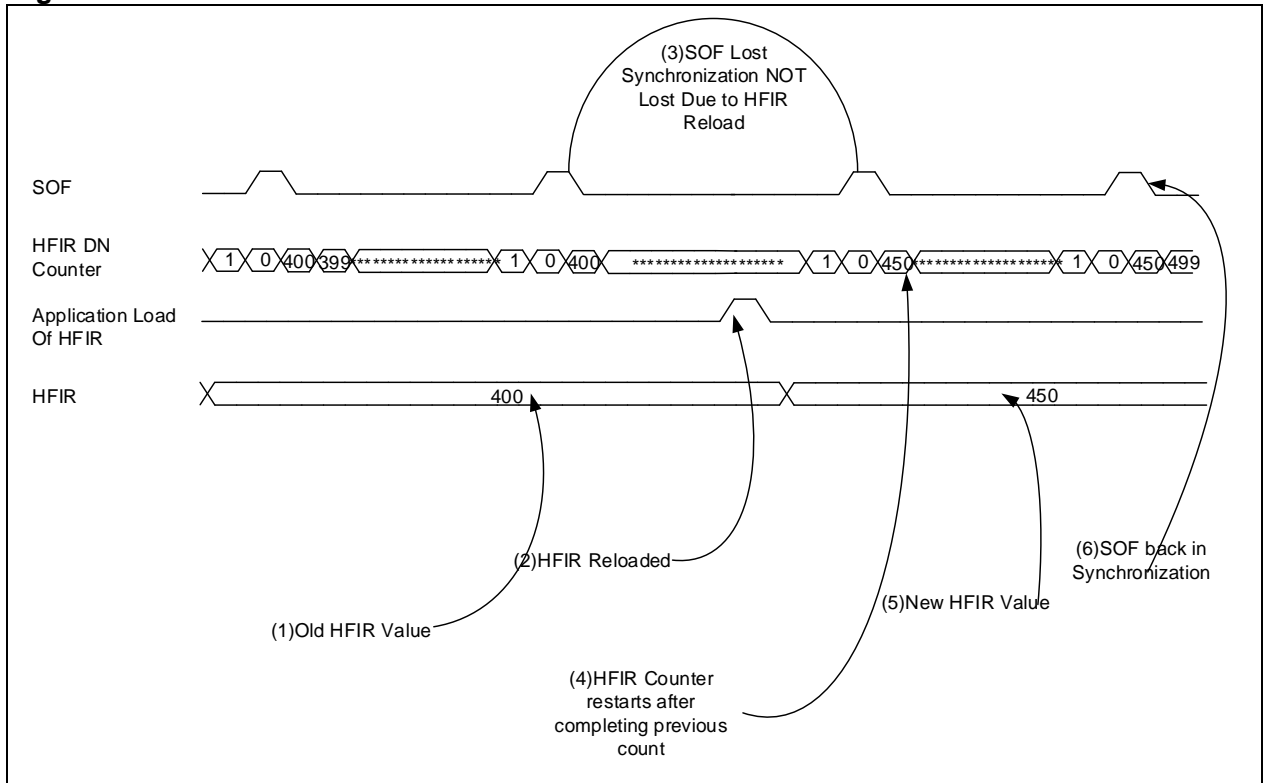 (3)SOF Lost
Synchronization NOT
Lost Due to HFIR
Reload
SOF
HFIR DN
Counter
1 0 400 399 ****************** 1 0 400 ******************* 1 0 450 ****************** 1 0 450 499
Application Load
Of HFIR
HFIR
400
450
(2)HFIR Reloaded
(6)SOF back in
Synchronization
(5)New HFIR Value
(1)Old HFIR Value
(4)HFIR Counter
restarts after
completing previous
count